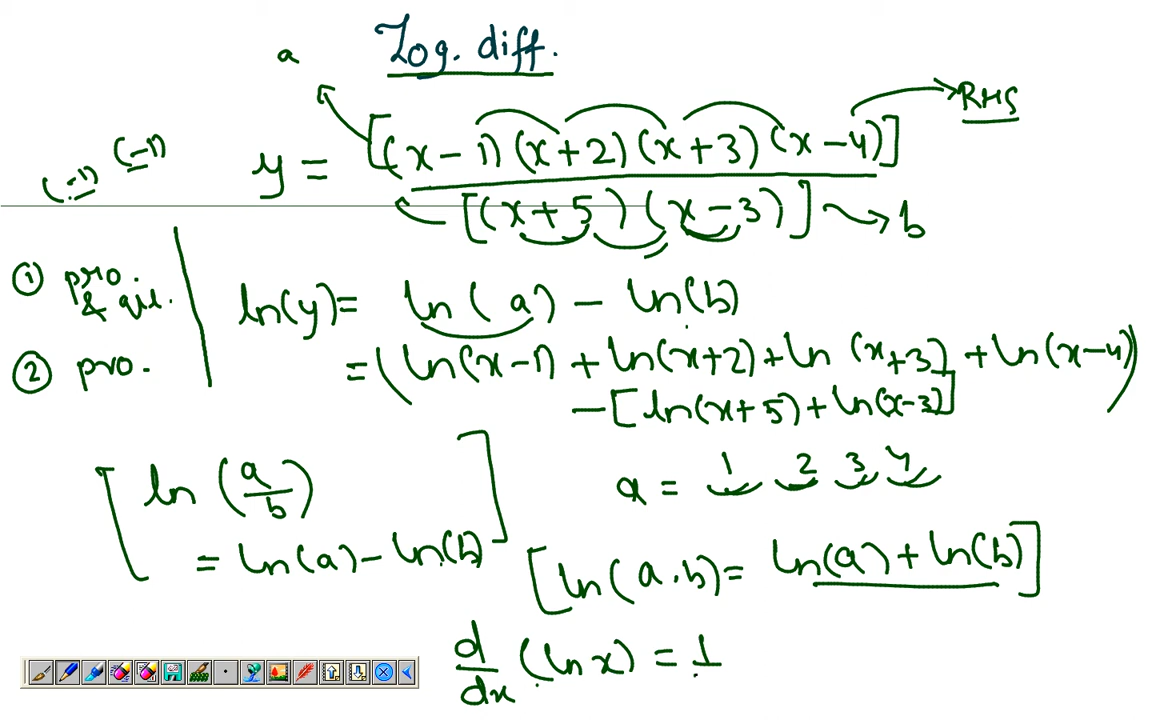 Log. diff.
a
RHS
(-1) (-1)
y = [(x-1)(x+2)(x+3)(x-4)]
[(x+5)(x-3)] → b
① pro. & qu.
ln(y) = ln(a) - ln(b)
② pro.
= (ln(x-1) + ln(x+2) + ln(x+3) + ln(x-4))
-[ln(x+5) + ln(x-3)]
[ln(a/b)
= ln(a) - ln(b)]
a = 1 2 3 4
[ln(a.b) = ln(a) + ln(b)]
d/dx (ln x) = 1